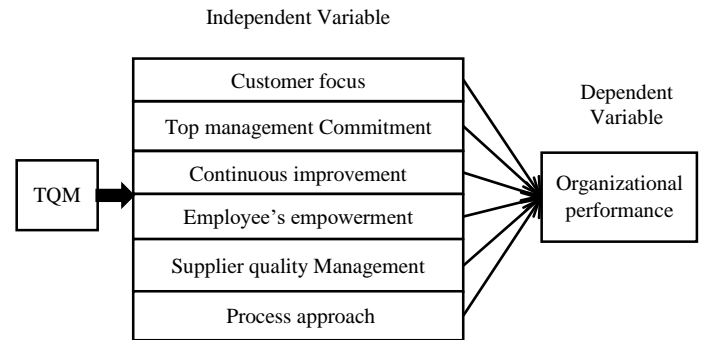 Independent Variable
Customer focus
Top management Commitment
Continuous improvement
Employee’s empowerment
Supplier quality Management
Process approach
TQM
Dependent
Variable
Organizational
performance